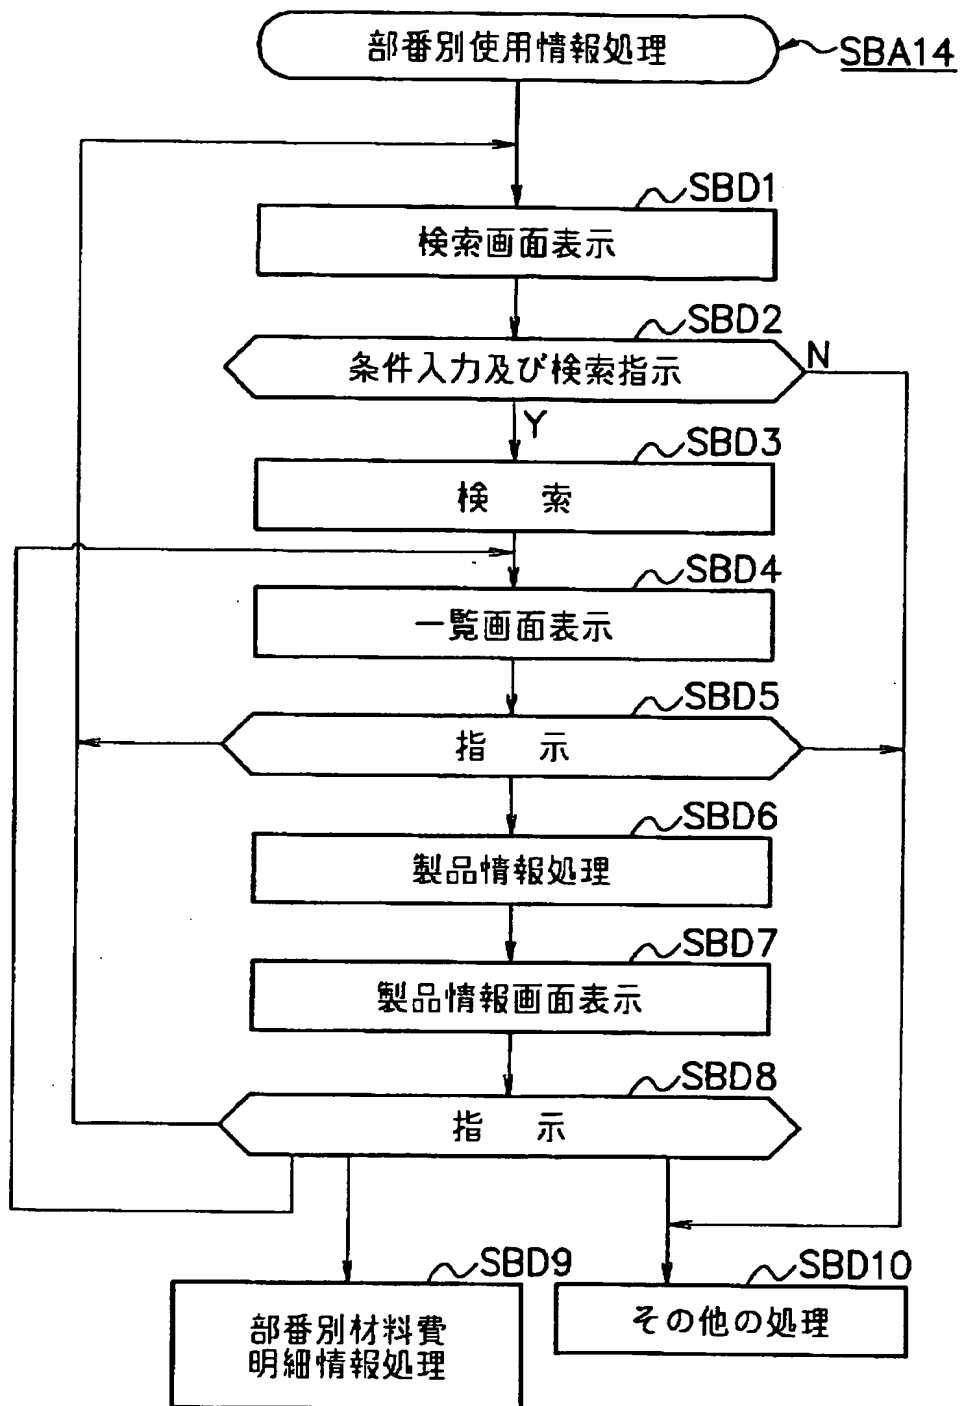 部番別使用情報処理
SBA14
SBD1
検索画面表示
SBD2
条件入力及び検索指示
N
Y
SBD3
検 索
SBD4
一覧画面表示
SBD5
指 示
SBD6
製品情報処理
SBD7
製品情報画面表示
SBD8
指 示
SBD9
部番別材料費
明細情報処理
SBD10
その他の処理